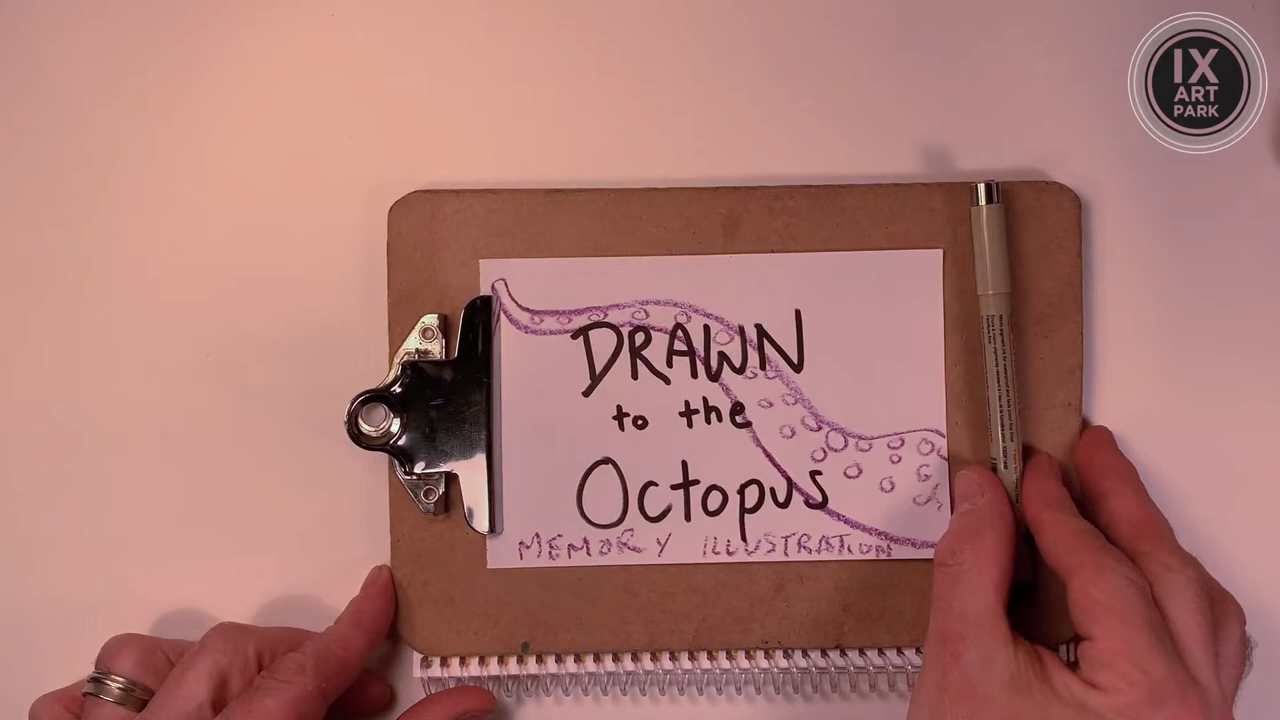 IX
ART
PARK
DRAWN
to the
Octopus
MEMORY ILLUSTRATION